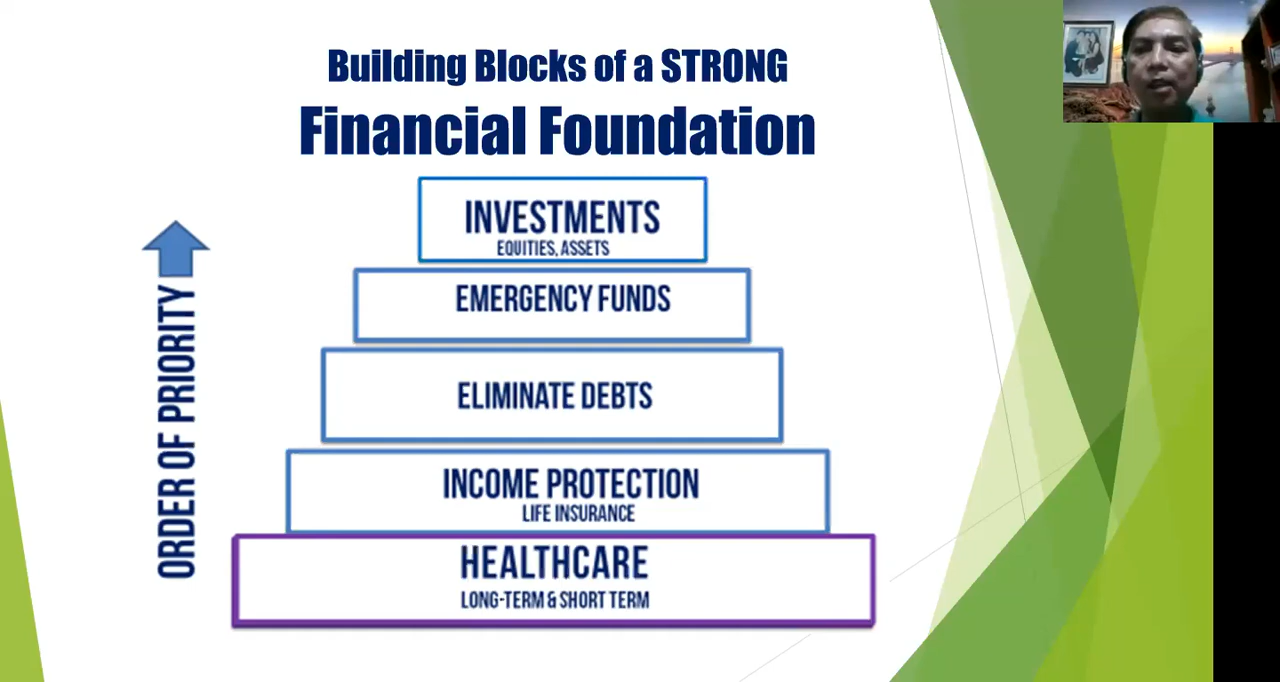 Building Blocks of a STRONG
Financial Foundation
INVESTMENTS
EQUITIES, ASSETS
EMERGENCY FUNDS
ELIMINATE DEBTS
INCOME PROTECTION
LIFE INSURANCE
HEALTHCARE
LONG-TERM & SHORT TERM
ORDER OF PRIORITY